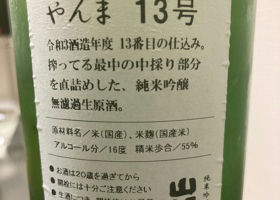 やんま 13号
令和3酒造年度 13番目の仕込み。
搾ってる最中の中採り部分
を直詰めした、純米吟醸
無濾過生原酒。
原材料名／米(国産)、米麹(国産米)
アルコール分／16度 精米歩合／55%
●お酒は20歳を過ぎてから
●開栓には十分ご注意ください
純米吟